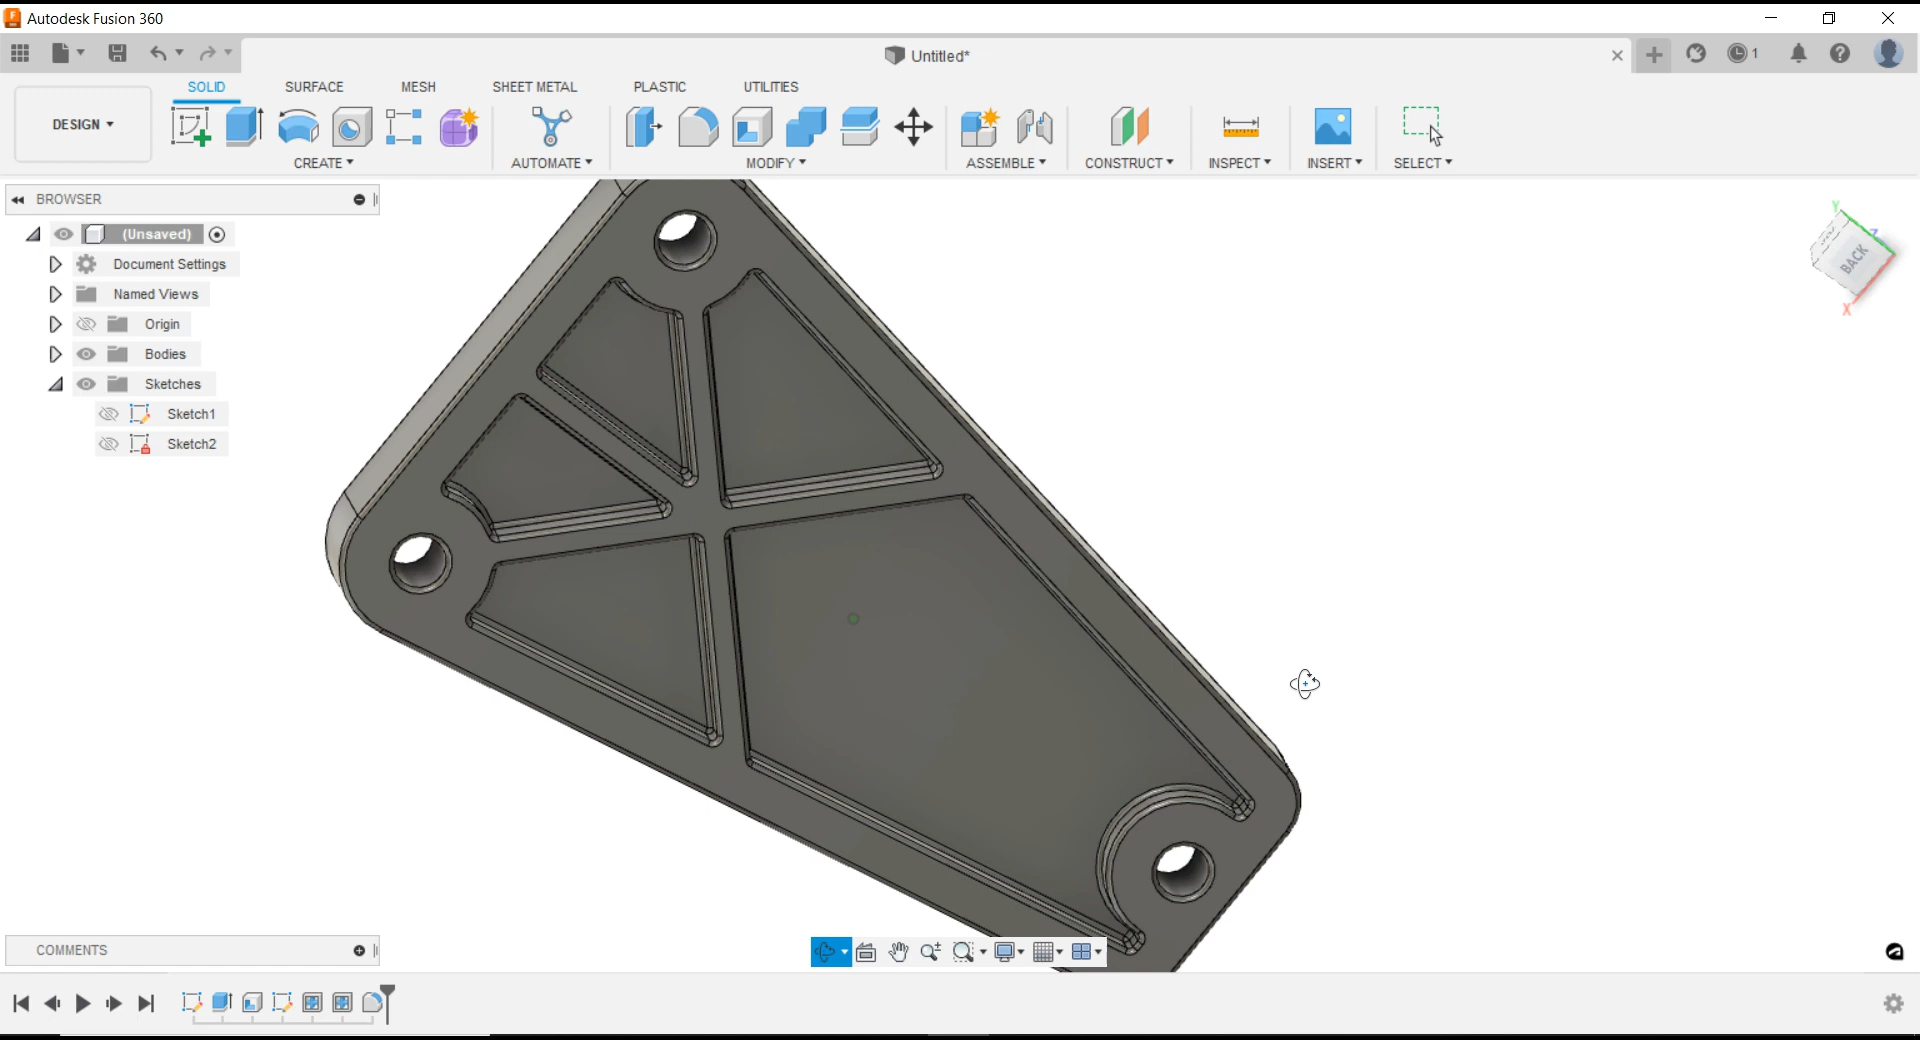 Autodesk Fusion 360
Untitled*
1
SOLID SURFACE MESH SHEET METAL PLASTIC UTILITIES
DESIGN
CREATE AUTOMATE MODIFY ASSEMBLE CONSTRUCT INSPECT INSERT SELECT
BROWSER
(Unsaved)
Document Settings
Named Views
Origin
Bodies
Sketches
Sketch1
Sketch2
Y
Z
BACK
X
COMMENTS